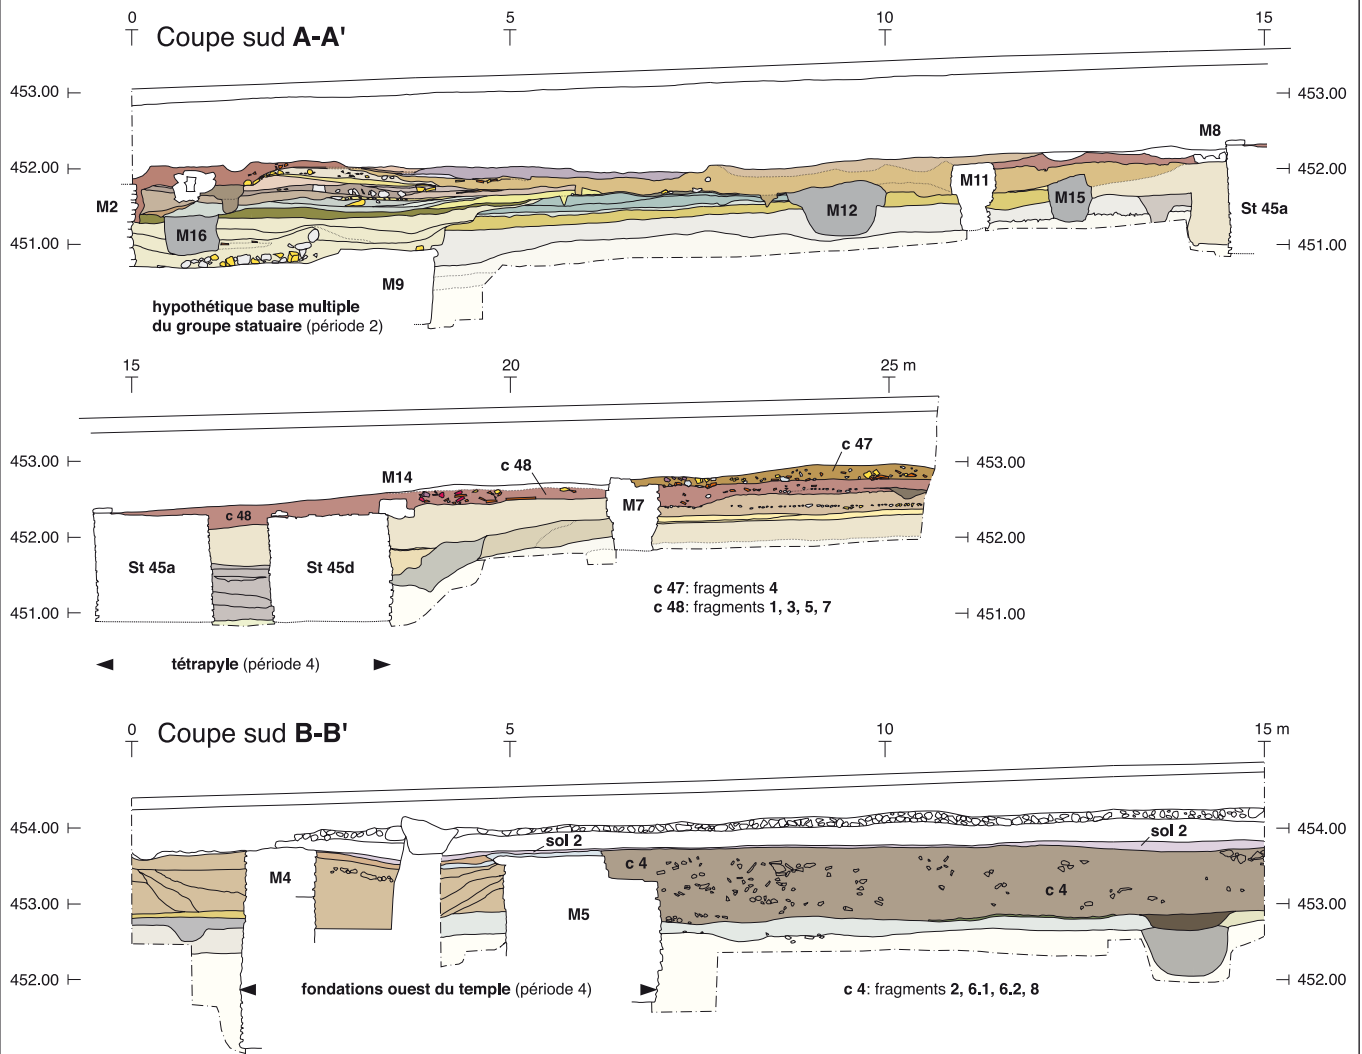 0 5 10 15
Coupe sud A-A'
453.00 453.00
M8
452.00 452.00
M11
M15
M2 M12 St 45a
M16
451.00 451.00
M9
hypothétique base multiple
du groupe statuaire (période 2)
15 20 25 m
c 47
453.00 c 48 453.00
M14
M7
c 48
452.00 452.00
St 45a St 45d
c 47: fragments 4
c 48: fragments 1, 3, 5, 7
451.00 451.00
tétrapyle (période 4)
0 5 10 15 m
Coupe sud B-B'
454.00 454.00
sol 2 sol 2
c 4
M4 c 4
453.00 453.00
M5
452.00 452.00
fondations ouest du temple (période 4) c 4: fragments 2, 6.1, 6.2, 8